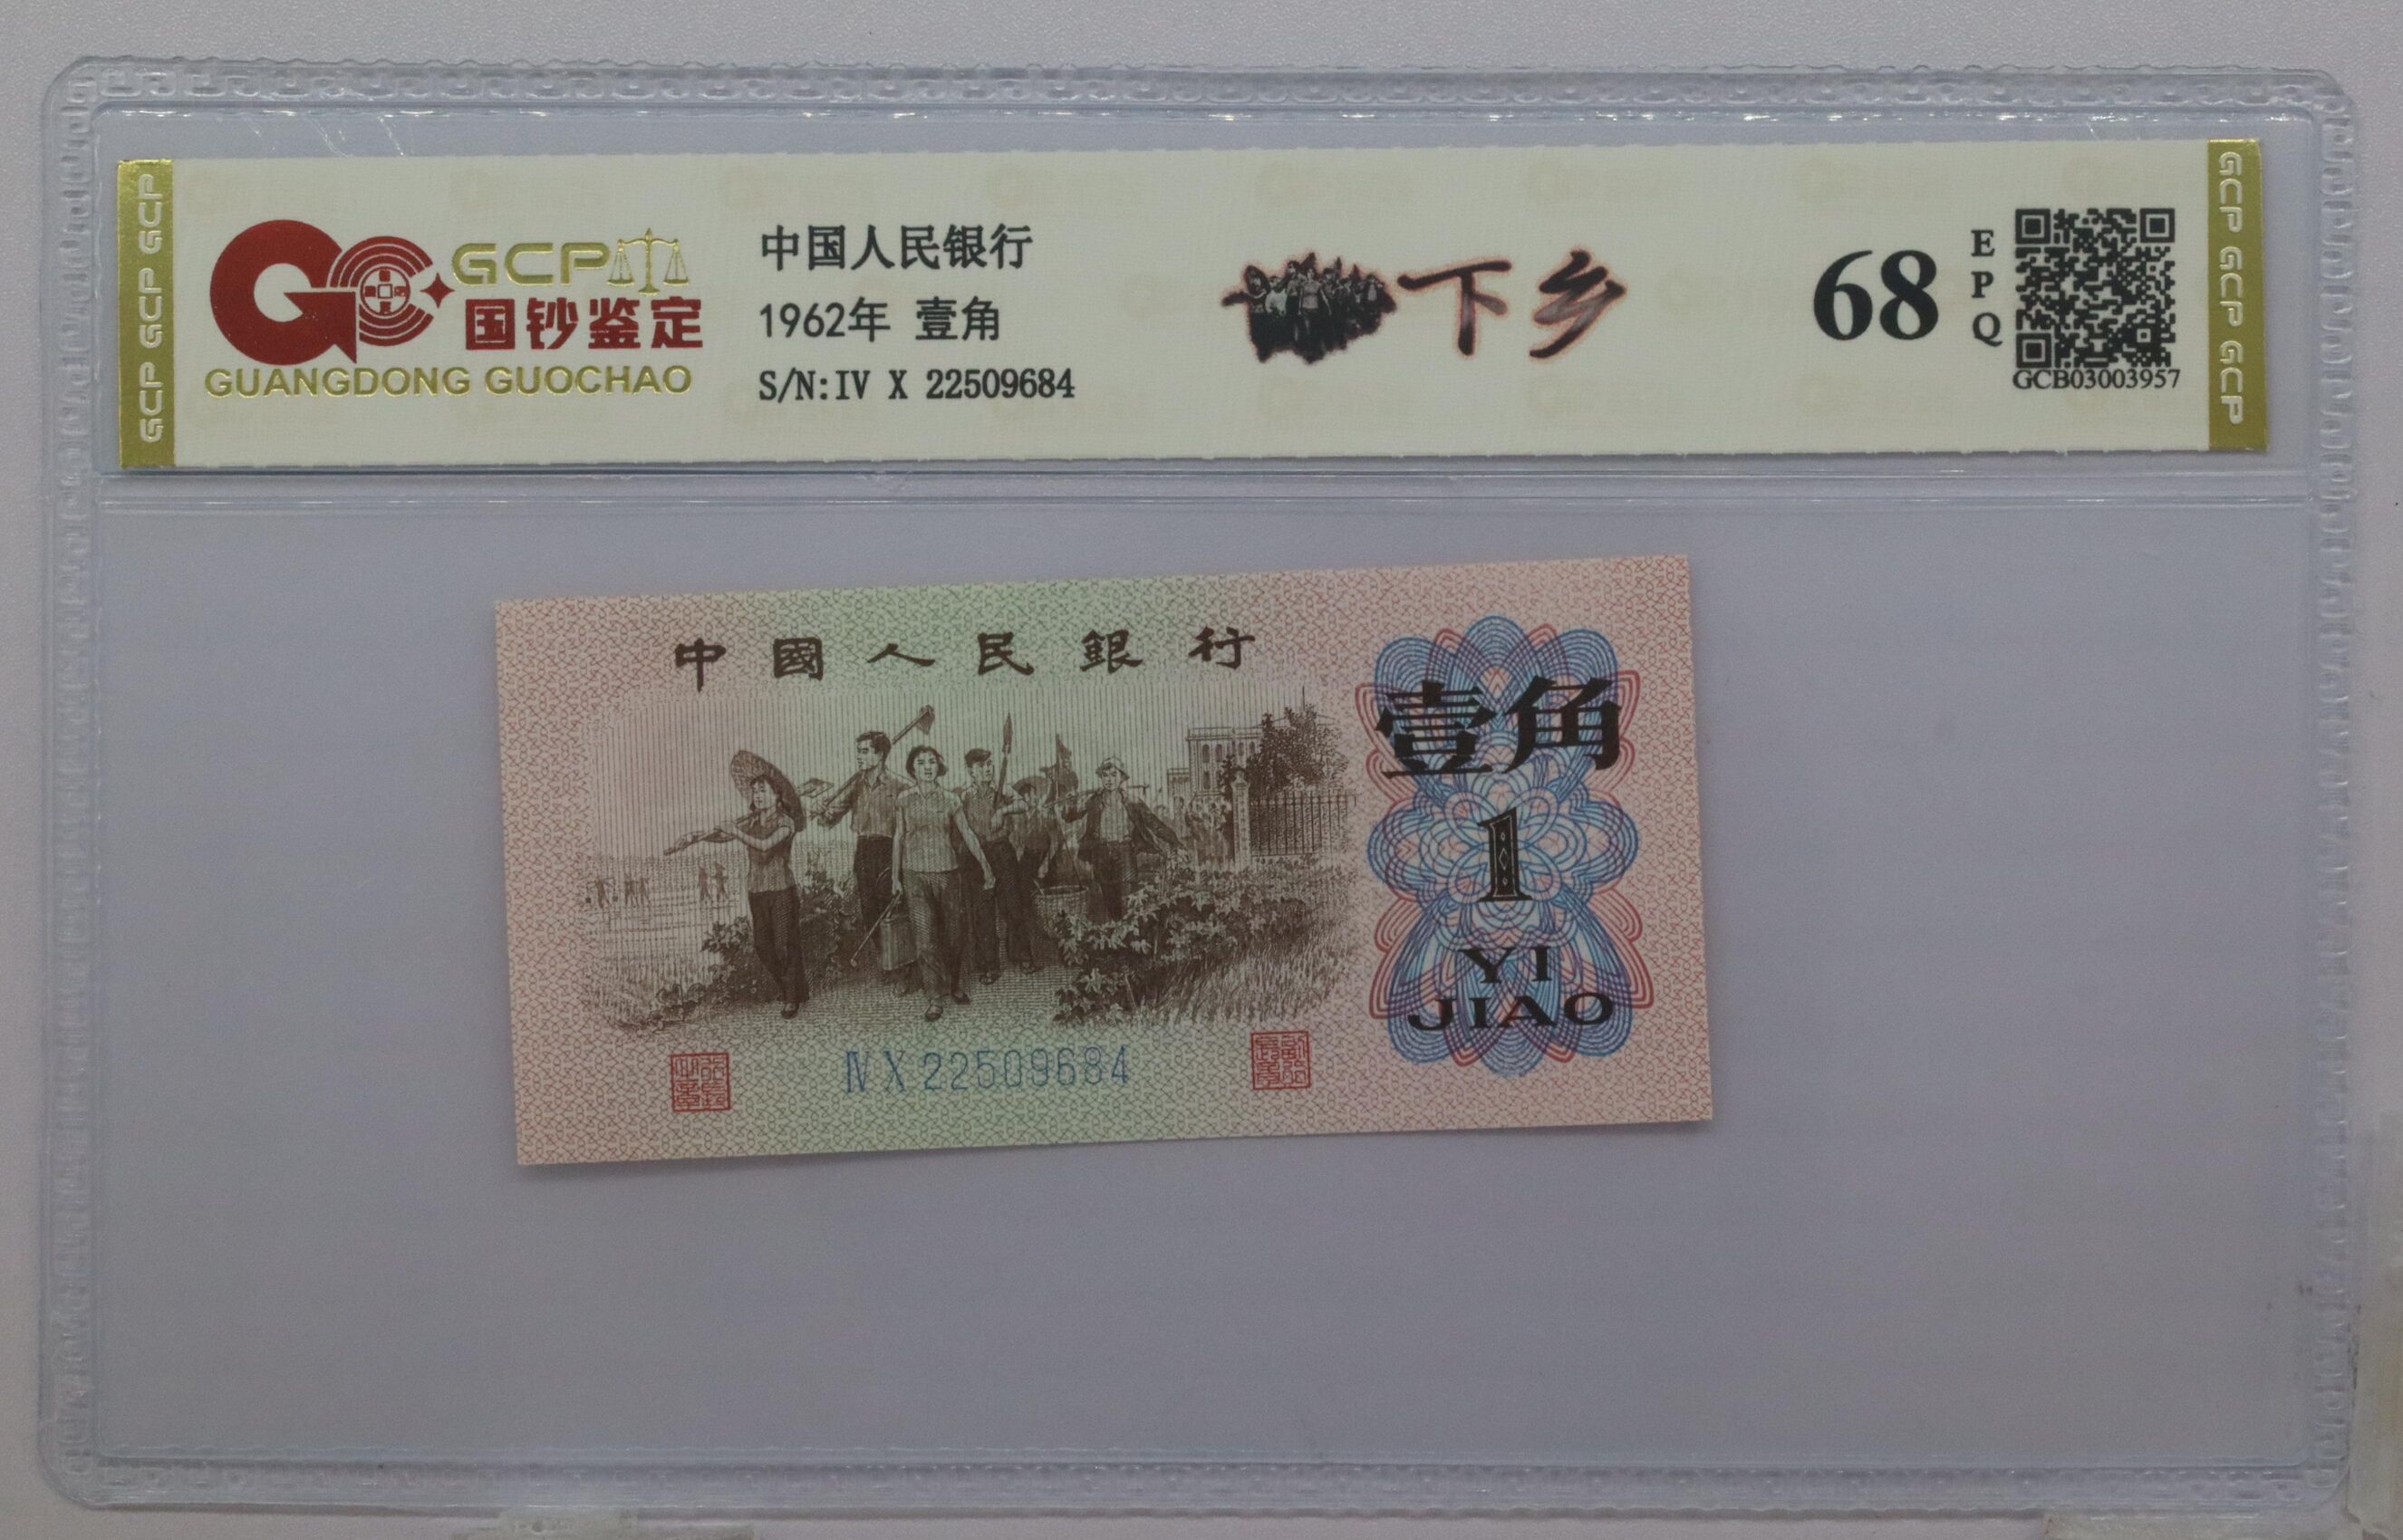 GCP GCP GCP
GCP
国钞鉴定
GUANGDONG GUOCHAO
中国人民银行
1962年 壹角
S/N:IV X 22509684
下乡
68
EPQ
GCB03003957
GCP GCP GCP
中國人民銀行
壹角
1
YI
JIAO
IV X 22509684